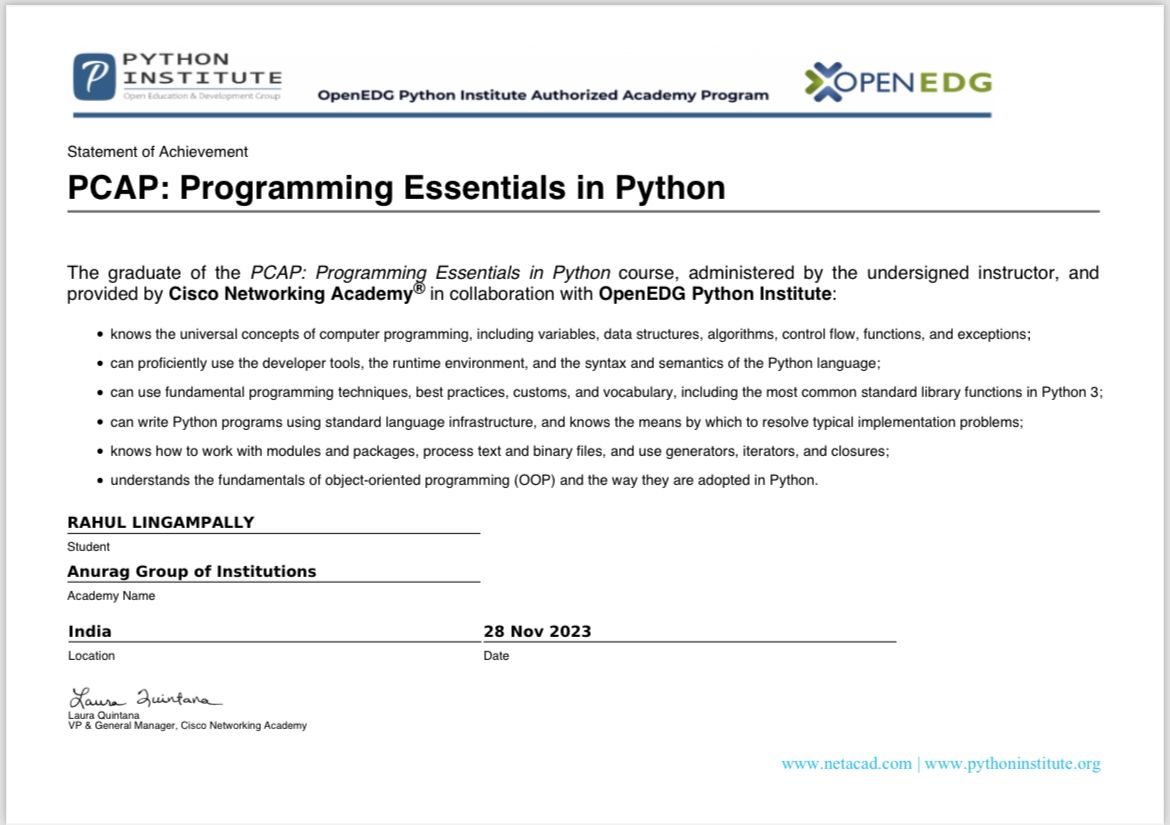 PYTHON
INSTITUTE
Open Education & Development Group
OpenEDG Python Institute Authorized Academy Program
OPENEDG
Statement of Achievement
PCAP: Programming Essentials in Python
The graduate of the PCAP: Programming Essentials in Python course, administered by the undersigned instructor, and
provided by Cisco Networking Academy® in collaboration with OpenEDG Python Institute:
• knows the universal concepts of computer programming, including variables, data structures, algorithms, control flow, functions, and exceptions;
• can proficiently use the developer tools, the runtime environment, and the syntax and semantics of the Python language;
• can use fundamental programming techniques, best practices, customs, and vocabulary, including the most common standard library functions in Python 3;
• can write Python programs using standard language infrastructure, and knows the means by which to resolve typical implementation problems;
• knows how to work with modules and packages, process text and binary files, and use generators, iterators, and closures;
• understands the fundamentals of object-oriented programming (OOP) and the way they are adopted in Python.
RAHUL LINGAMPALLY
Student
Anurag Group of Institutions
Academy Name
India 28 Nov 2023
Location Date
Laura Quintana
Laura Quintana
VP & General Manager, Cisco Networking Academy
www.netacad.com | www.pythoninstitute.org